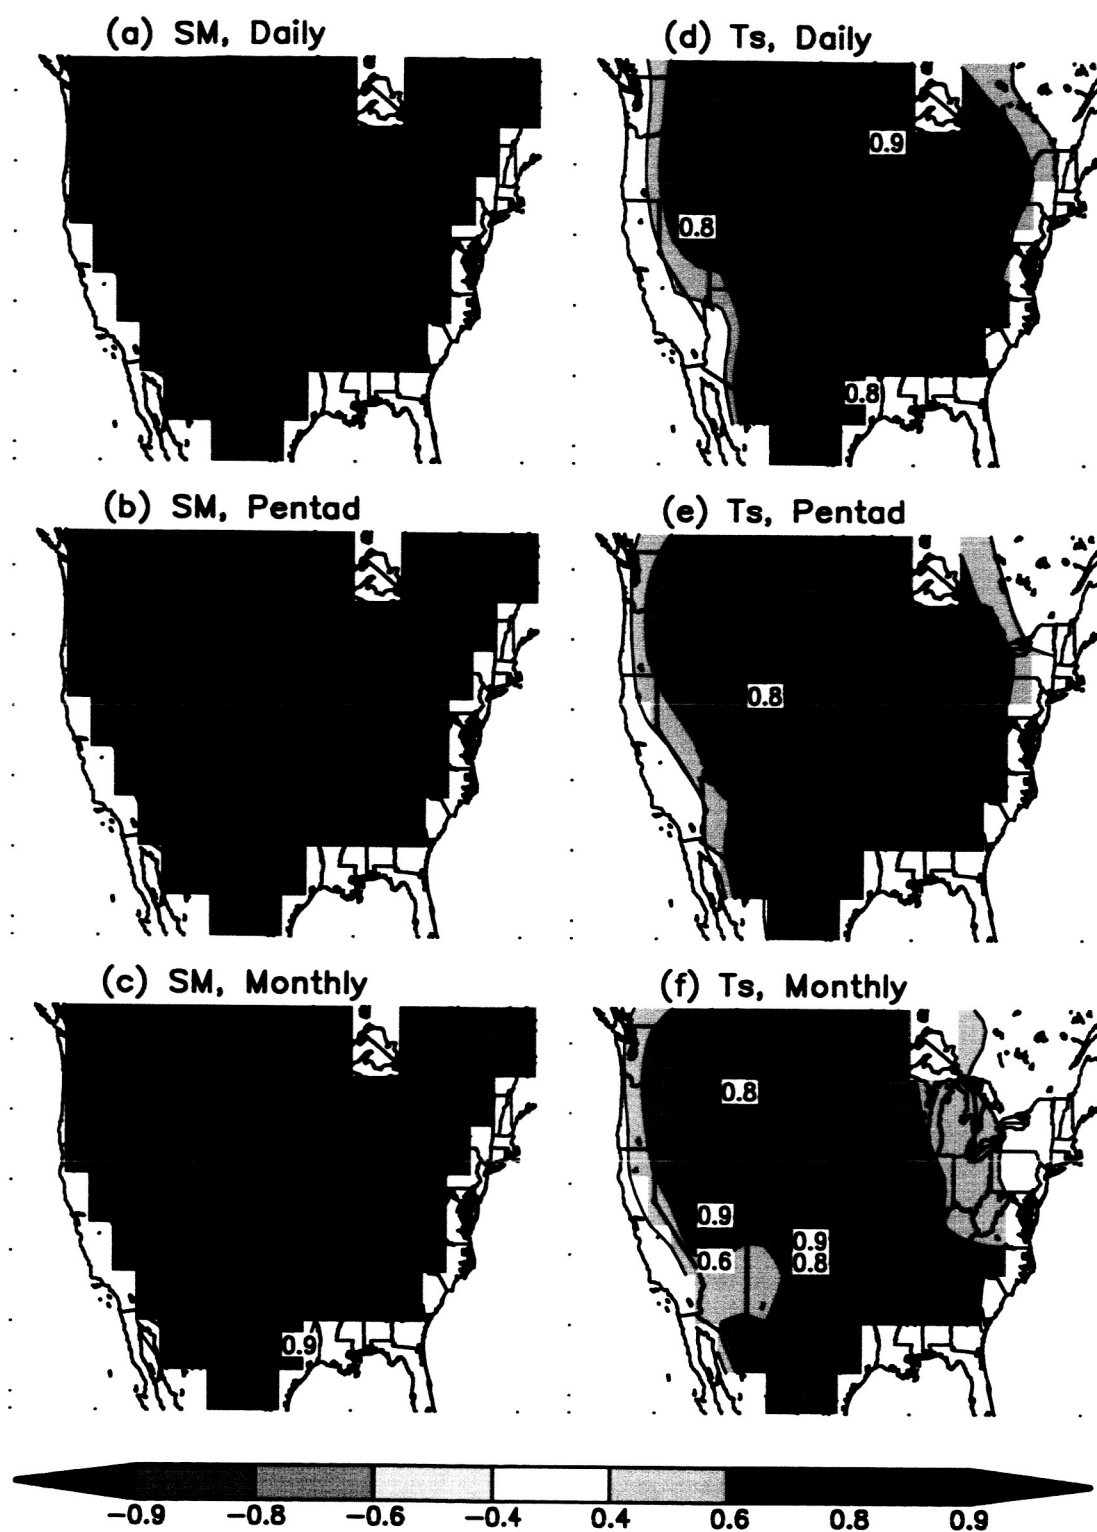 (a) SM, Daily
(d) Ts, Daily
0.9
0.8
0.8
(b) SM, Pentad
(e) Ts, Pentad
0.8
(c) SM, Monthly
(f) Ts, Monthly
0.8
0.9
0.9
0.6
0.8
0.9
−0.9 −0.8 −0.6 −0.4 0.4 0.6 0.8 0.9